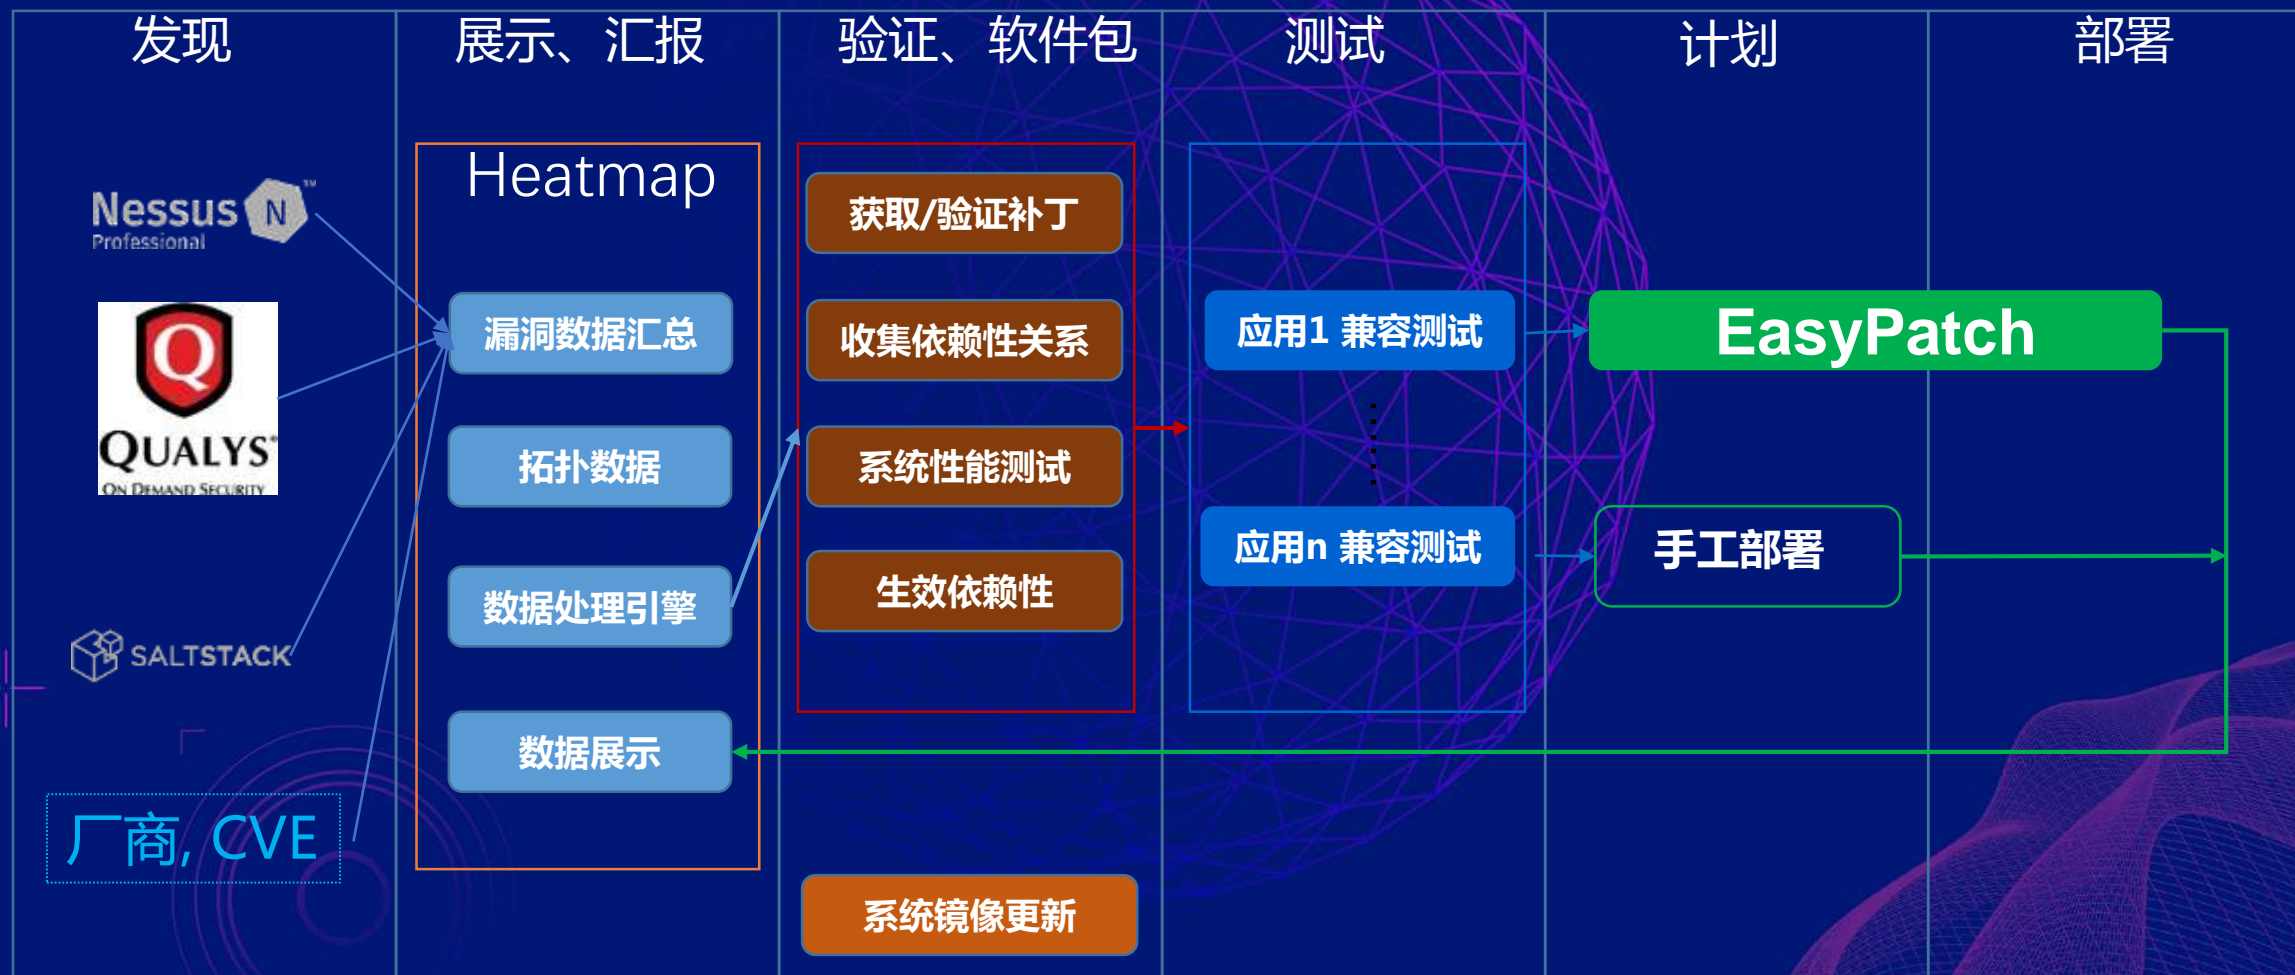 发现
展示、汇报
验证、软件包
测试
计划
部署
Nessus N ™
Professional
QUALYS®
ON DEMAND SECURITY
SALTSTACK
厂商, CVE
Heatmap
漏洞数据汇总
拓扑数据
数据处理引擎
数据展示
获取/验证补丁
收集依赖性关系
系统性能测试
生效依赖性
系统镜像更新
应用1 兼容测试
......
应用n 兼容测试
EasyPatch
手工部署